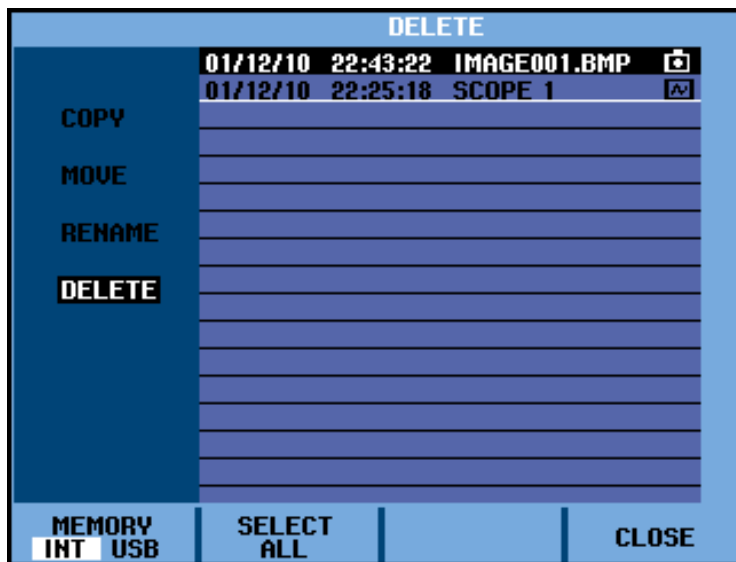 DELETE
01/12/10 22:43:22 IMAGE001.BMP
01/12/10 22:25:18 SCOPE 1
COPY
MOVE
RENAME
DELETE
MEMORY
INT USB
SELECT
ALL
CLOSE